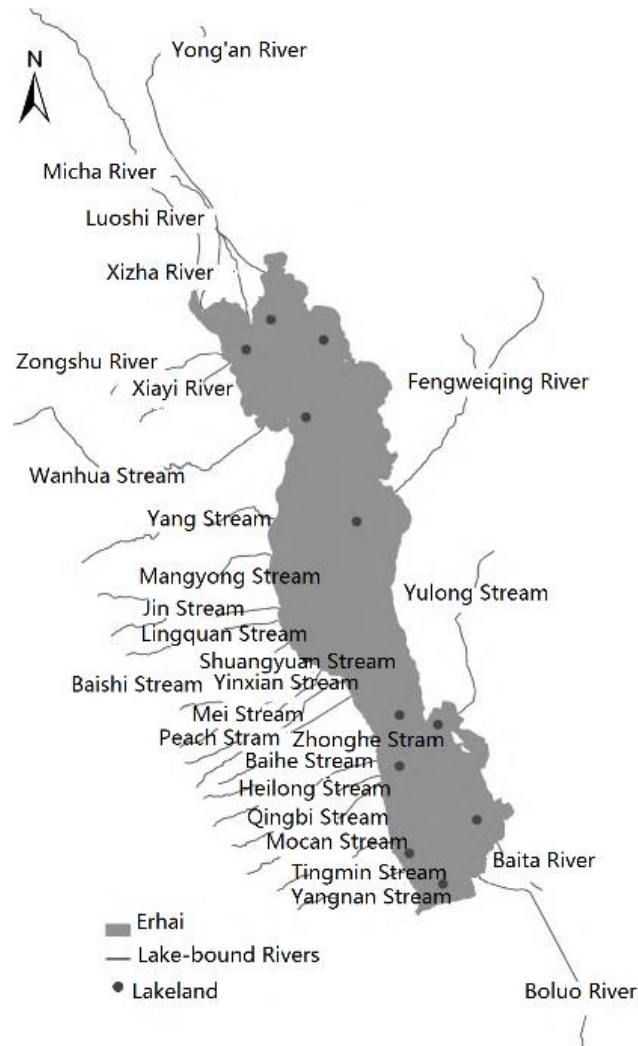 Yong'an River
N
Micha River
Luoshi River
Xizha River
Zongshu River
Xiayi River
Fengweiqing River
Wanhua Stream
Yang Stream
Mangyong Stream
Yulong Stream
Jin Stream
Lingquan Stream
Shuangyuan Stream
Baishi Stream
Yinxian Stream
Mei Stream
Peach Stram
Zhonghe Stram
Baihe Stream
Heilong Stream
Qingbi Stream
Mocan Stream
Baita River
Tingmin Stream
Yangnan Stream
Erhai
Lake-bound Rivers
Lakeland
Boluo River